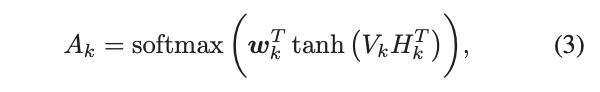 A_k = softmax ( w_k^T tanh ( V_k H_k^T ) ), (3)